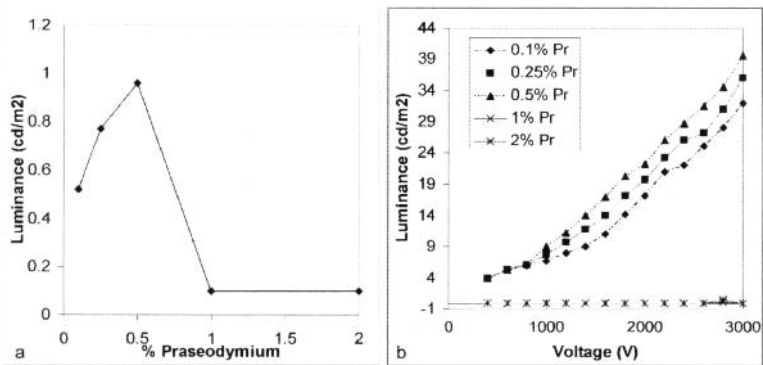 1.2
1
0.8
0.6
0.4
0.2
0
Luminance (cd/m2)
0 0.5 1 1.5 2
% Praseodymium
a
44
39
34
29
24
19
14
9
4
-1
Luminance (cd/m2)
0.1% Pr
0.25% Pr
0.5% Pr
1% Pr
2% Pr
0 1000 2000 3000
Voltage (V)
b